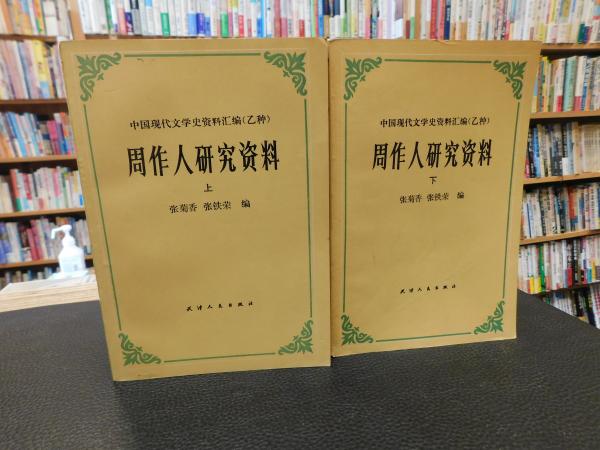 中国现代文学史资料汇编(乙种)
周作人研究资料
上
张菊香 张铁荣 编
天津人民出版社
中国现代文学史资料汇编(乙种)
周作人研究资料
下
张菊香 张铁荣 编
天津人民出版社